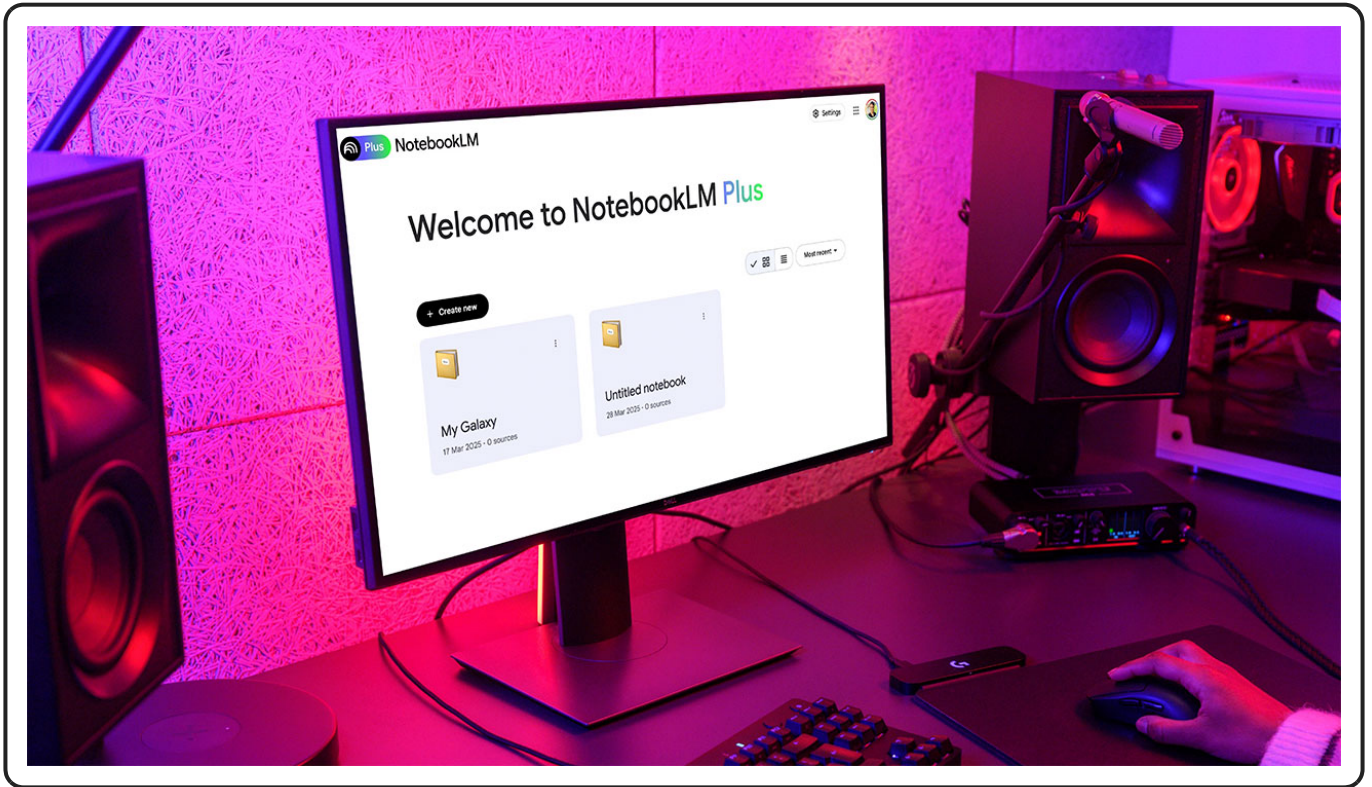 Plus NotebookLM
Settings
Welcome to NotebookLM Plus
Most recent
+ Create new
My Galaxy
17 Mar 2025 · 0 sources
Untitled notebook
28 Mar 2025 · 0 sources